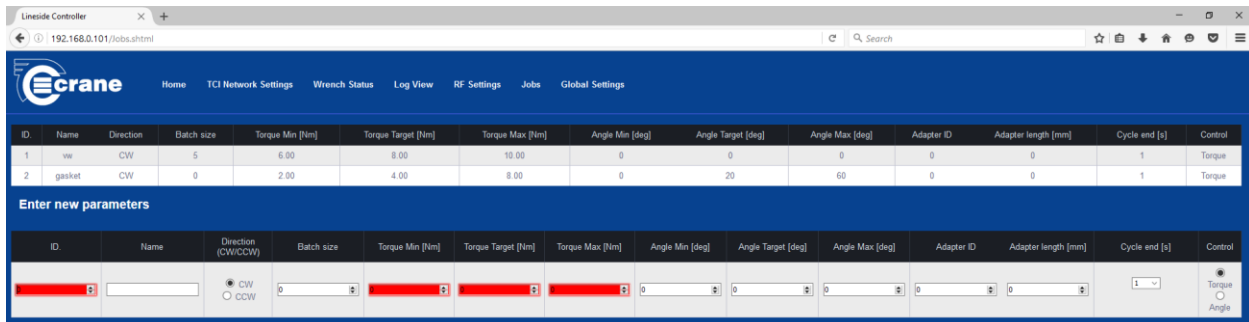 Lineside Controller
192.168.0.101/Jobs.shtml
Search
crane Home TCI Network Settings Wrench Status Log View RF Settings Jobs Global Settings
ID. Name Direction Batch size Torque Min [Nm] Torque Target [Nm] Torque Max [Nm] Angle Min [deg] Angle Target [deg] Angle Max [deg] Adapter ID Adapter length [mm] Cycle end [s] Control
1 vw CW 5 6.00 8.00 10.00 0 0 0 0 0 1 Torque
2 gasket CW 0 2.00 4.00 8.00 0 20 60 0 0 1 Torque
Enter new parameters
ID. Name Direction (CW/CCW) Batch size Torque Min [Nm] Torque Target [Nm] Torque Max [Nm] Angle Min [deg] Angle Target [deg] Angle Max [deg] Adapter ID Adapter length [mm] Cycle end [s] Control
0 CW 0 0 0 0 0 0 0 0 0 1 Torque
CCW Angle